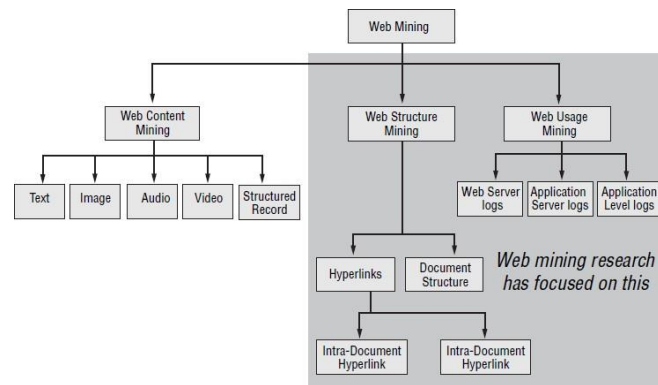 Web Mining
Web Content
Mining
Web Structure
Mining
Web Usage
Mining
Text
Image
Audio
Video
Structured
Record
Web Server
logs
Application
Server logs
Application
Level logs
Hyperlinks
Document
Structure
Web mining research
has focused on this
Intra-Document
Hyperlink
Intra-Document
Hyperlink